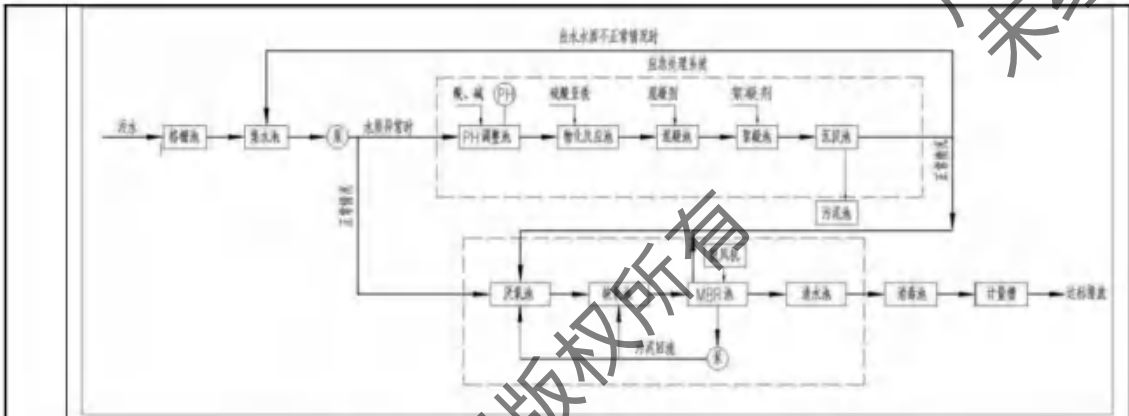 未
出水水质不正常情况时
应急处理系统
酸、碱 PH 硫酸亚铁 混凝剂 絮凝剂
污水 格栅池 集水池 泵 水质异常时 PH调整池 物化反应池 混凝池 絮凝池 沉淀池
正常情况 正常情况
污泥池
鼓风机
厌氧池 MBR池 清水池 消毒池 计量槽 达标排放
污泥回流 泵
版权所有